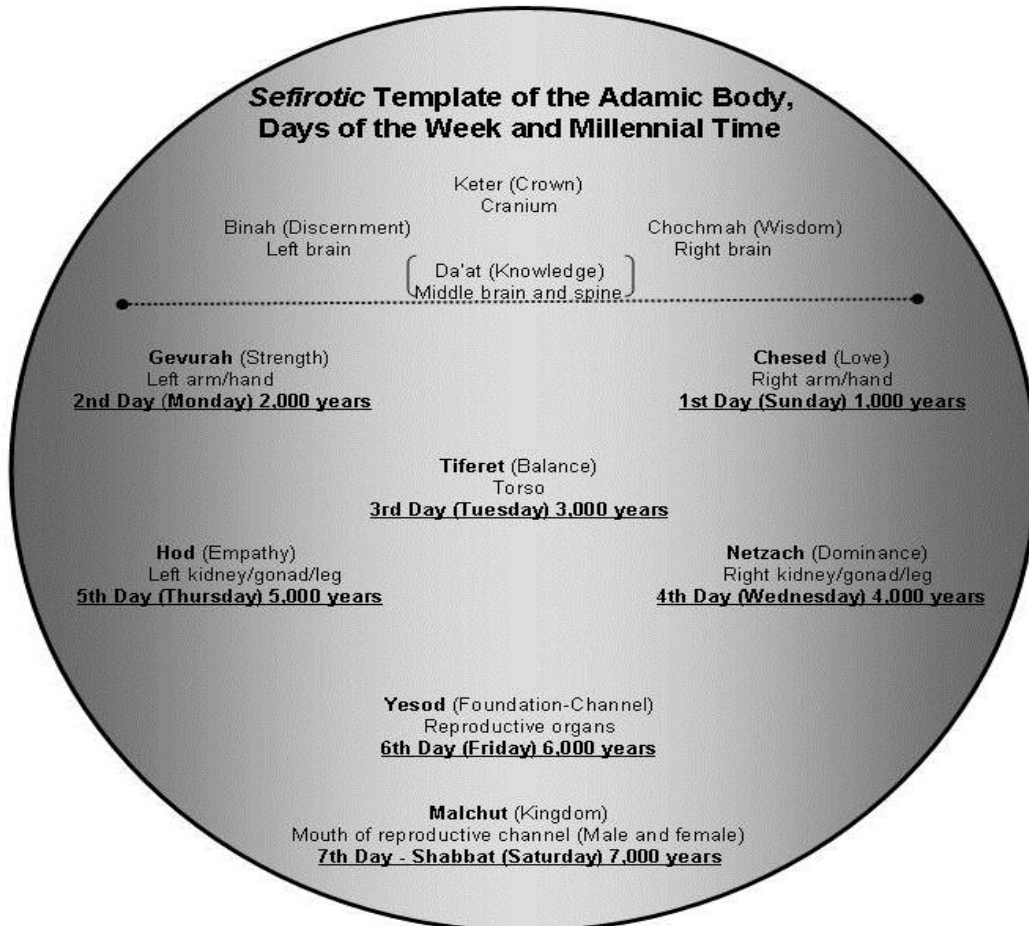 Sefirotic Template of the Adamic Body,
Days of the Week and Millennial Time
Keter (Crown)
Cranium
Binah (Discernment)
Left brain
Chochmah (Wisdom)
Right brain
Da'at (Knowledge)
Middle brain and spine
Gevurah (Strength)
Left arm/hand
2nd Day (Monday) 2,000 years
Chesed (Love)
Right arm/hand
1st Day (Sunday) 1,000 years
Tiferet (Balance)
Torso
3rd Day (Tuesday) 3,000 years
Hod (Empathy)
Left kidney/gonad/leg
5th Day (Thursday) 5,000 years
Netzach (Dominance)
Right kidney/gonad/leg
4th Day (Wednesday) 4,000 years
Yesod (Foundation-Channel)
Reproductive organs
6th Day (Friday) 6,000 years
Malchut (Kingdom)
Mouth of reproductive channel (Male and female)
7th Day - Shabbat (Saturday) 7,000 years